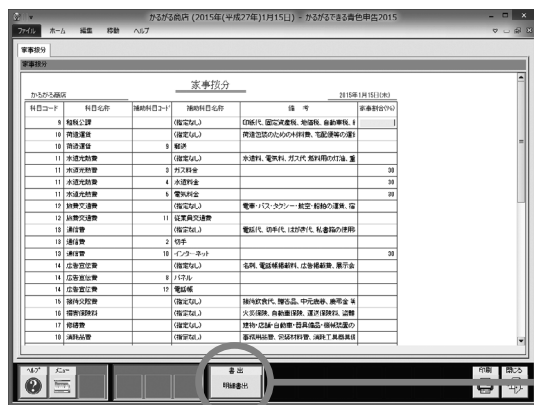 かるがる商店 (2015年(平成27年)1月15日) - かるがるできる青色申告2015
ファイル ホーム 編集 移動 ヘルプ
家事按分
家事按分
家事按分
かるがる商店 2015年1月15日(木)
科目コード 科目名称 補助科目コード 補助科目名称 備考 家事割合(%)
9 租税公課 (指定なし) 印紙代、固定資産税、地価税、自動車税、
10 荷造運賃 (指定なし) 荷造包装のための材料費、宅配便等の運
10 荷造運賃 9 郵送
11 水道光熱費 (指定なし) 水道料、電気料、ガス代、燃料用の灯油、重
11 水道光熱費 3 ガス料金 30
11 水道光熱費 4 水道料金 30
11 水道光熱費 5 電気料金 30
12 旅費交通費 (指定なし) 電車・バス・タクシー・航空・船舶の運賃、宿
12 旅費交通費 11 従業員交通費
13 通信費 (指定なし) 電話代、切手代、はがき代、私書箱の使用
13 通信費 2 切手
13 通信費 10 インターネット 30
14 広告宣伝費 (指定なし) 名刺、電話帳掲載料、広告掲載費、展示会
14 広告宣伝費 8 パネル
14 広告宣伝費 12 電話帳
15 接待交際費 (指定なし) 接待飲食代、贈答品、中元歳暮、慶弔金
16 損害保険料 (指定なし) 火災保険、自動車保険、運送保険料、盗難
17 修繕費 (指定なし) 建物・店舗・自動車・器具備品・機械装置の
18 消耗品費 (指定なし) 事務用品費、包装材料費、消耗工具器具
ヘルプ メニュー 書出 印刷 閉じる
明細書出